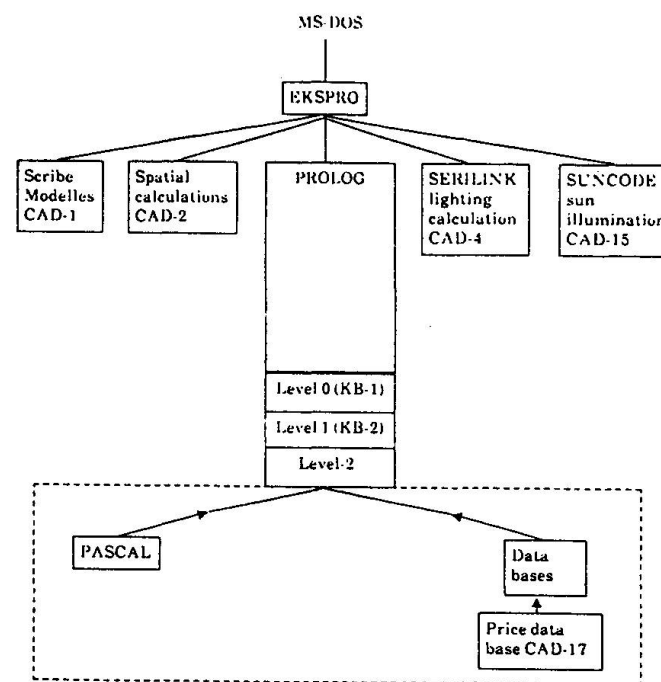 MS-DOS
EKSPRO
Scribe
Modelles
CAD-1
Spatial
calculations
CAD-2
PROLOG
SERILINK
lighting
calculation
CAD-4
SUNCODE
sun
illumination
CAD-15
Level 0 (KB-1)
Level 1 (KB-2)
Level-2
PASCAL
Data
bases
Price data
base CAD-17